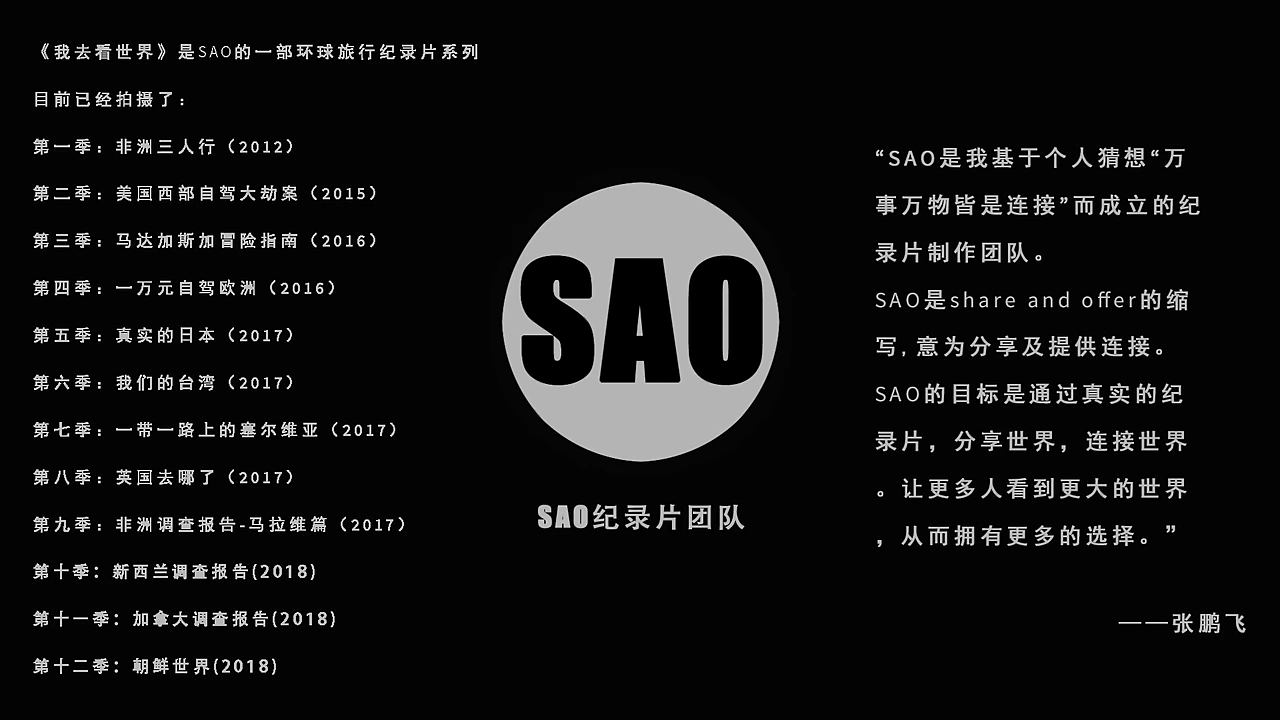 《我去看世界》是SAO的一部环球旅行纪录片系列
目前已经拍摄了：
第一季：非洲三人行（2012）
第二季：美国西部自驾大劫案（2015）
第三季：马达加斯加冒险指南（2016）
第四季：一万元自驾欧洲（2016）
第五季：真实的日本（2017）
第六季：我们的台湾（2017）
第七季：一带一路上的塞尔维亚（2017）
第八季：英国去哪了（2017）
第九季：非洲调查报告-马拉维篇（2017）
第十季：新西兰调查报告(2018)
第十一季：加拿大调查报告(2018)
第十二季：朝鲜世界(2018)
SAO
SAO纪录片团队
“SAO是我基于个人猜想“万
事万物皆是连接”而成立的纪
录片制作团队。
SAO是share and offer的缩
写, 意为分享及提供连接。
SAO的目标是通过真实的纪
录片，分享世界，连接世界
。让更多人看到更大的世界
，从而拥有更多的选择。”
——张鹏飞